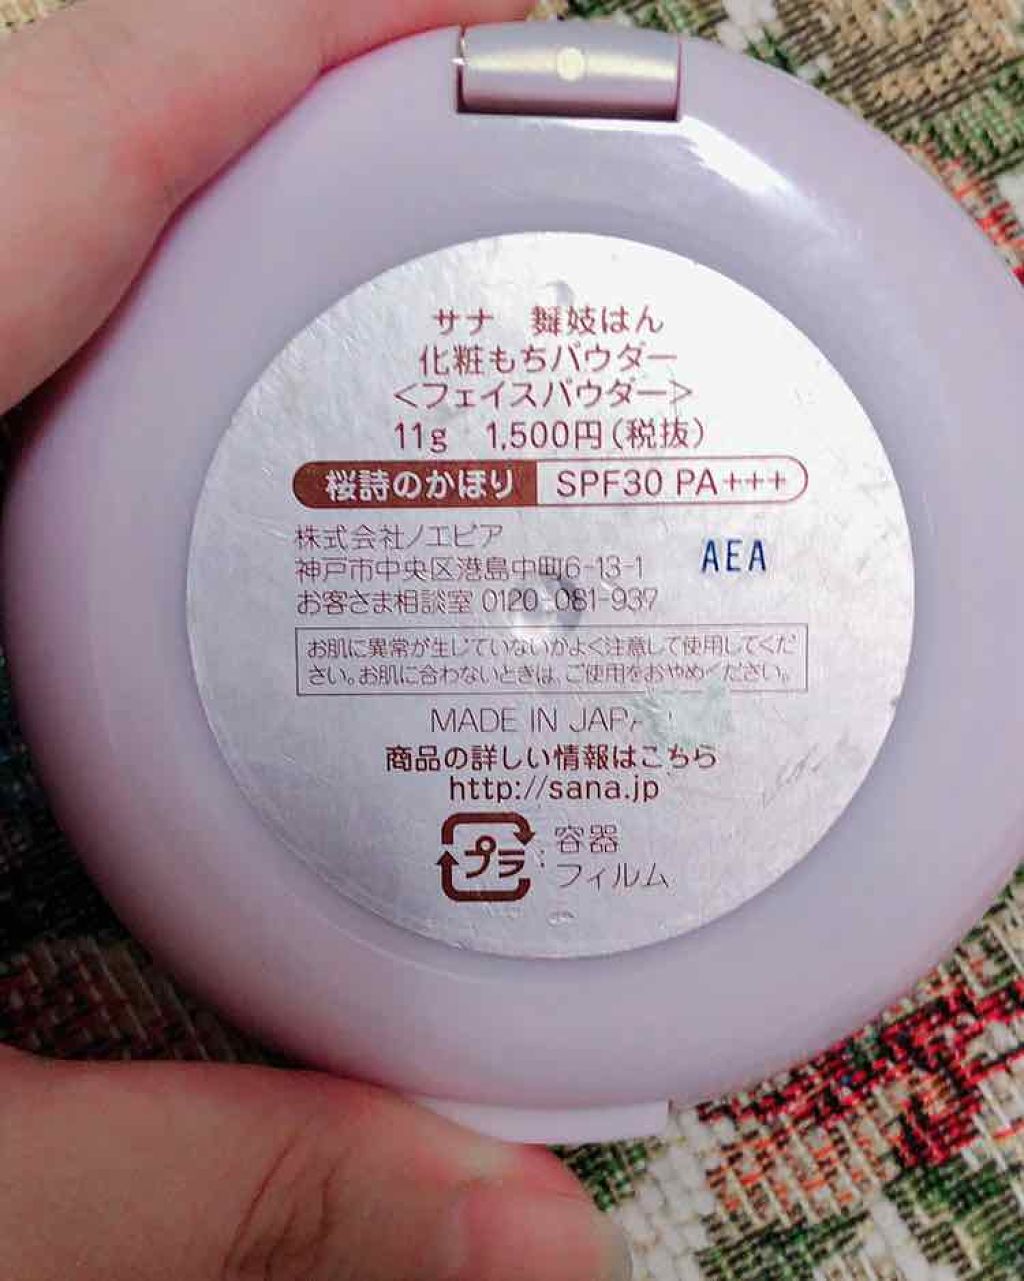 サナ 舞妓はん
化粧もちパウダー
<フェイスパウダー>
11g 1,500円(税抜)
桜詩のかほり SPF30 PA+++
株式会社ノエビア
神戸市中央区港島中町6-13-1
AEA
お客さま相談室 0120-081-937
お肌に異常が生じていないかよく注意して使用してくだ
さい。お肌に合わないときは、ご使用をおやめください。
MADE IN
商品の詳しい情報はこちら
http://sana.jp
プラ : 容器
フィルム